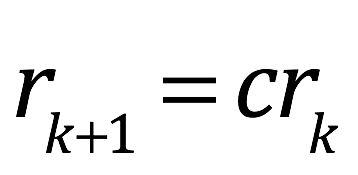 r_{k+1} = cr_k